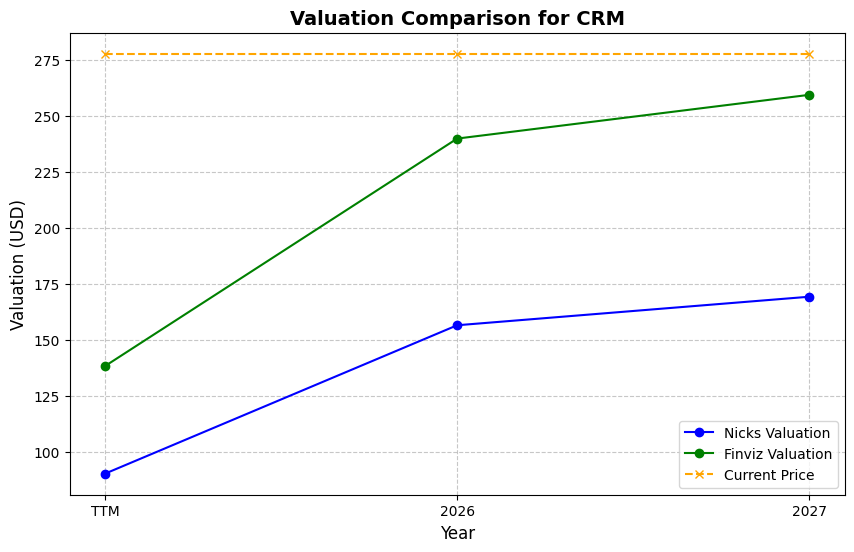 Valuation Comparison for CRM
Valuation (USD)
275
250
225
200
175
150
125
100
TTM
2026
2027
Year
Nicks Valuation
Finviz Valuation
Current Price